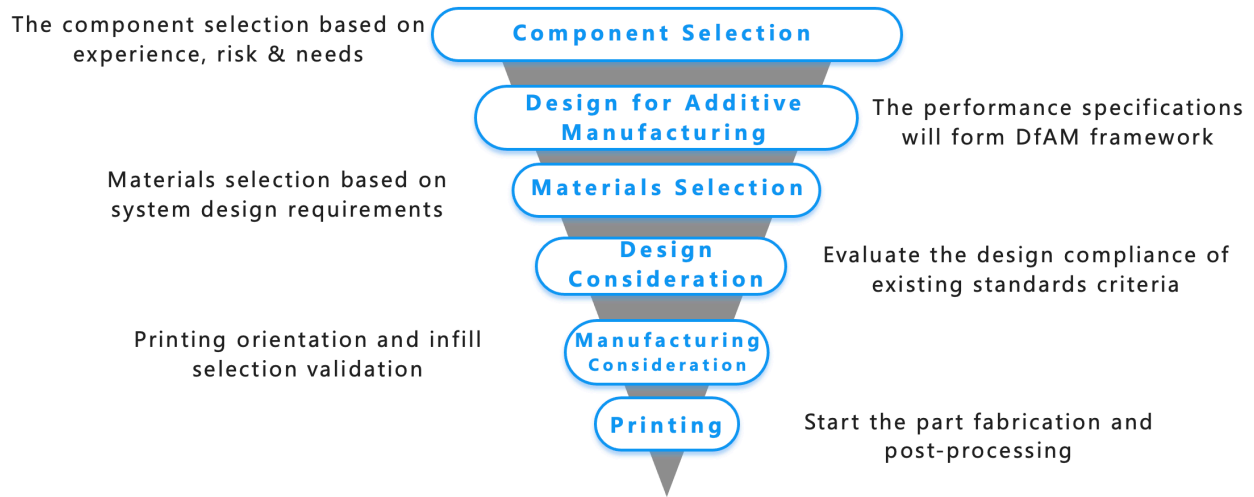 The component selection based on
experience, risk & needs
Component Selection
Design for Additive
Manufacturing
The performance specifications
will form DfAM framework
Materials selection based on
system design requirements
Materials Selection
Design
Consideration
Evaluate the design compliance of
existing standards criteria
Printing orientation and infill
selection validation
Manufacturing
Consideration
Printing
Start the part fabrication and
post-processing